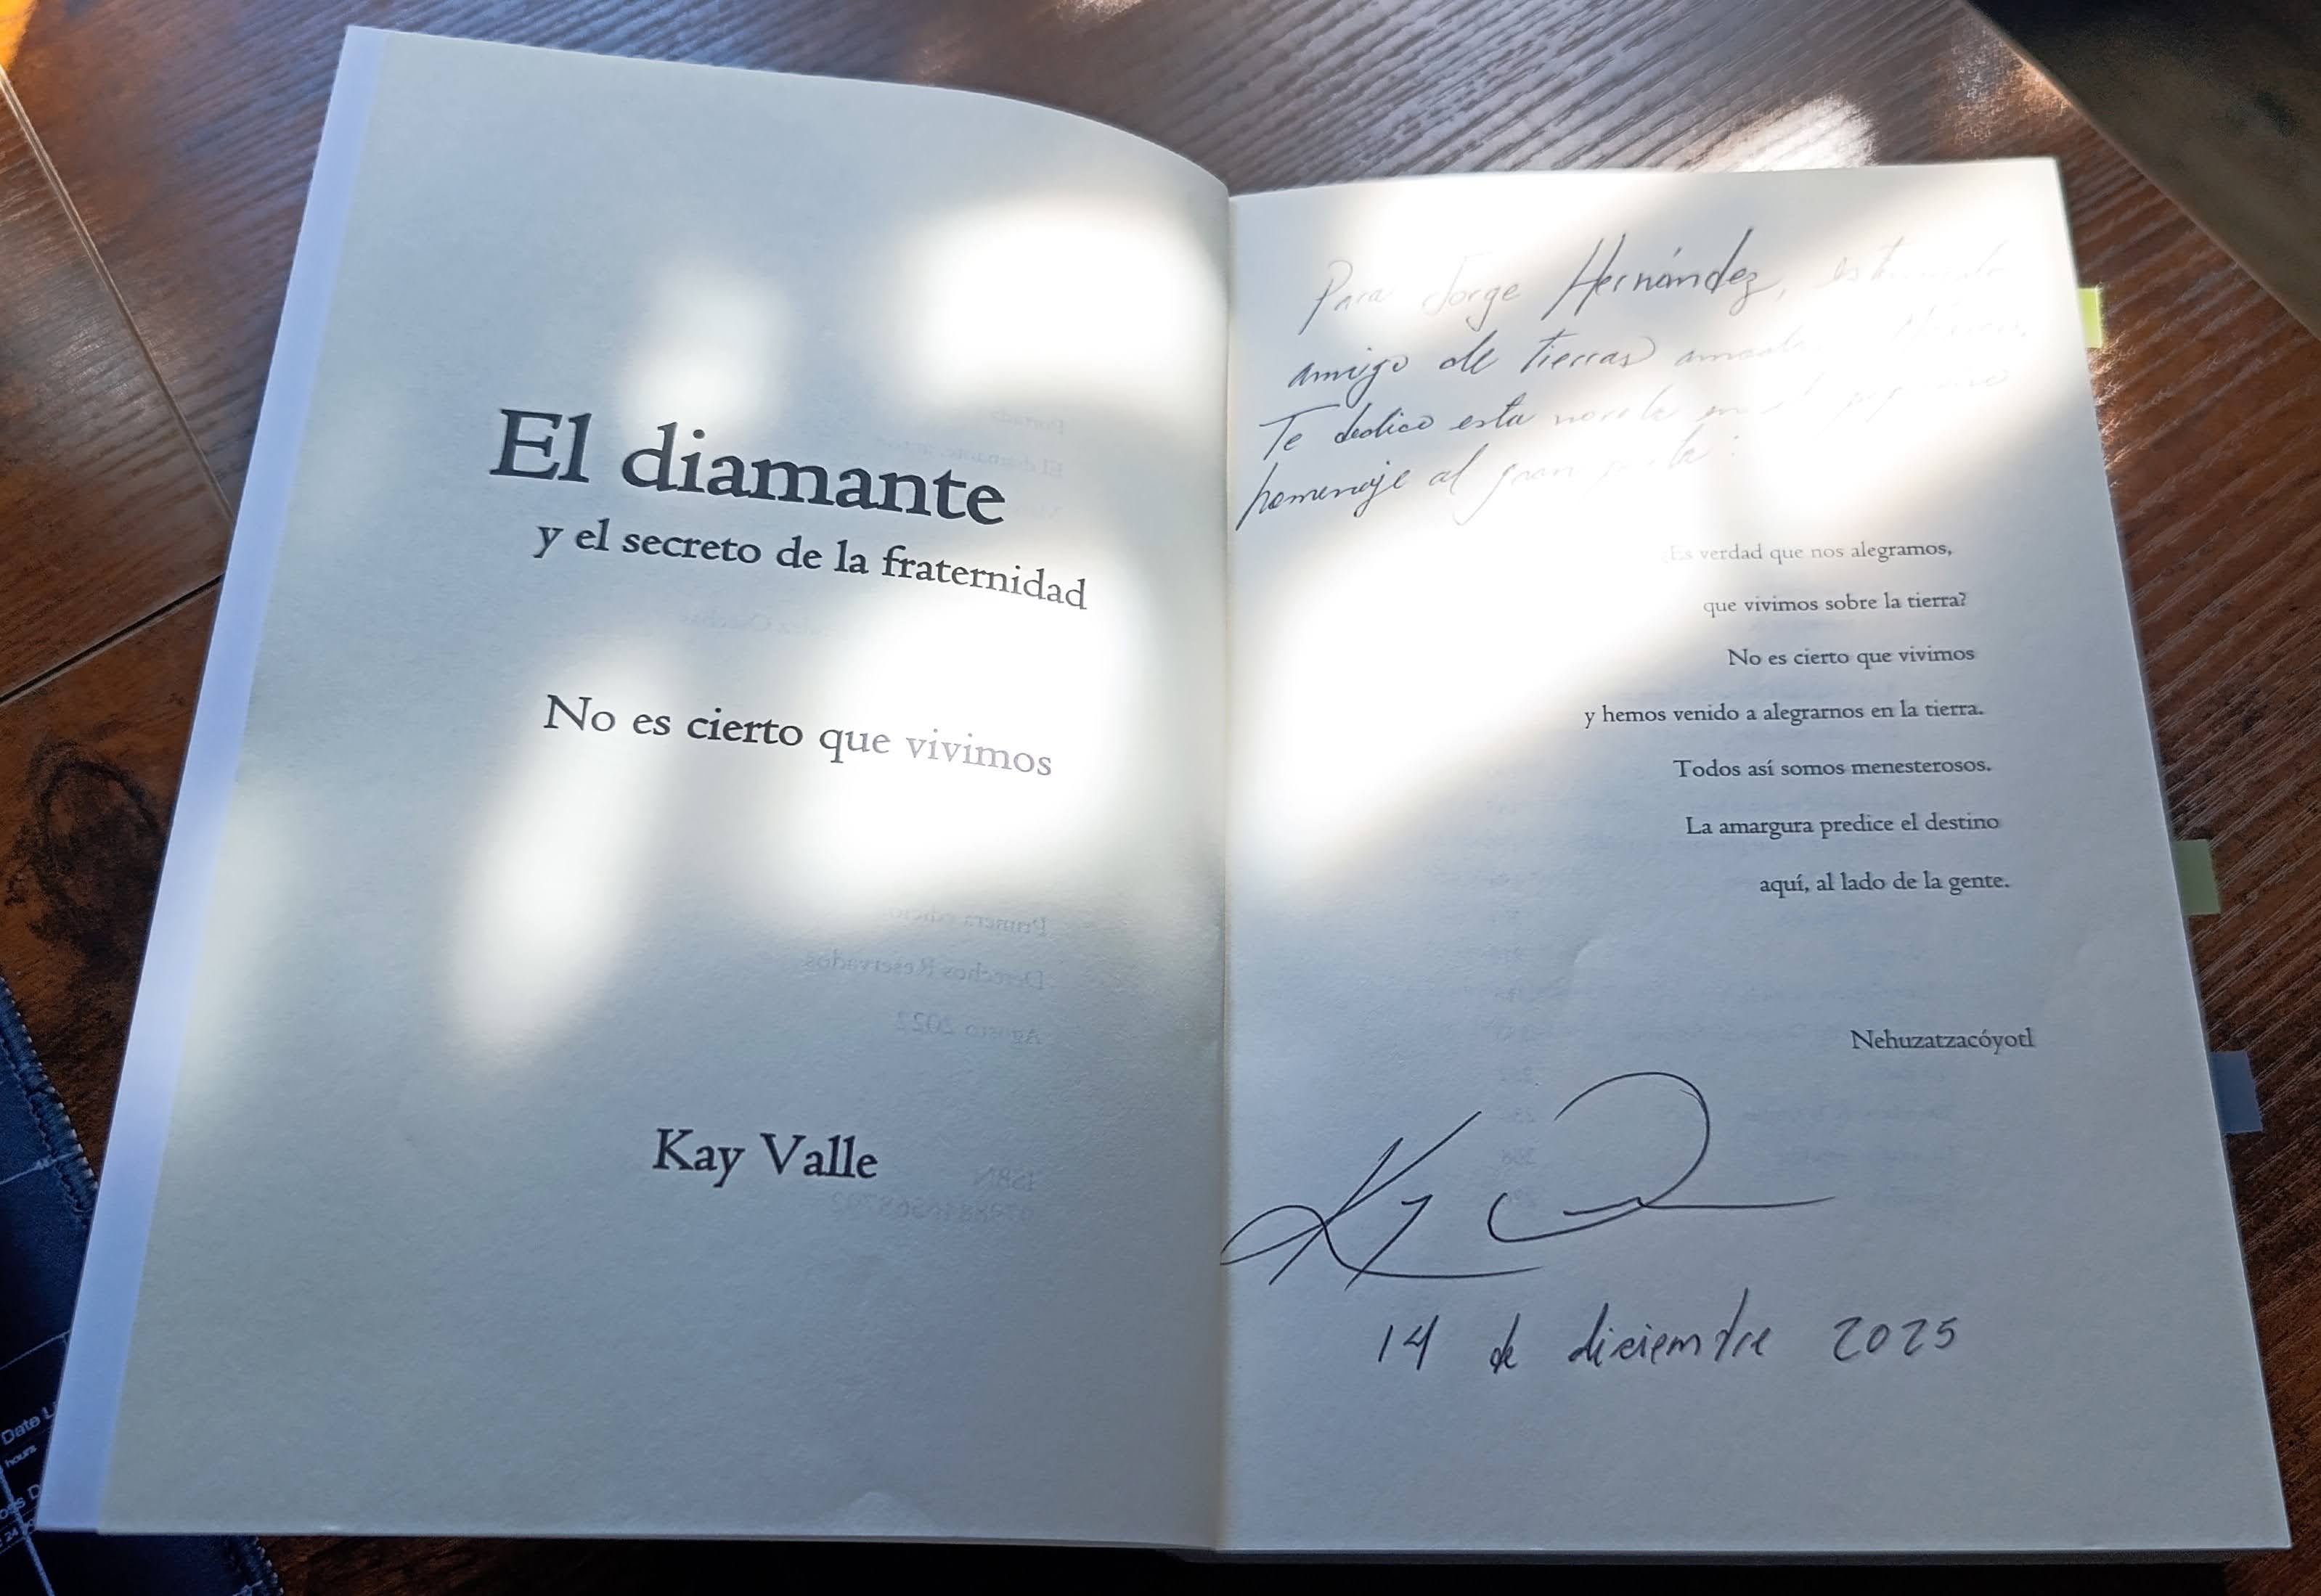 El diamante
y el secreto de la fraternidad
No es cierto que vivimos
Kay Valle
Para Jorge Hernández,
amigo de tierras
Te dedico esta novela
homenaje al gran
Es verdad que nos alegramos,
que vivimos sobre la tierra?
No es cierto que vivimos
y hemos venido a alegrarnos en la tierra.
Todos así somos menesterosos.
La amargura predice el destino
aquí, al lado de la gente.
Nehuzatzacóyotl
14 de diciembre 2025
Date L
hours